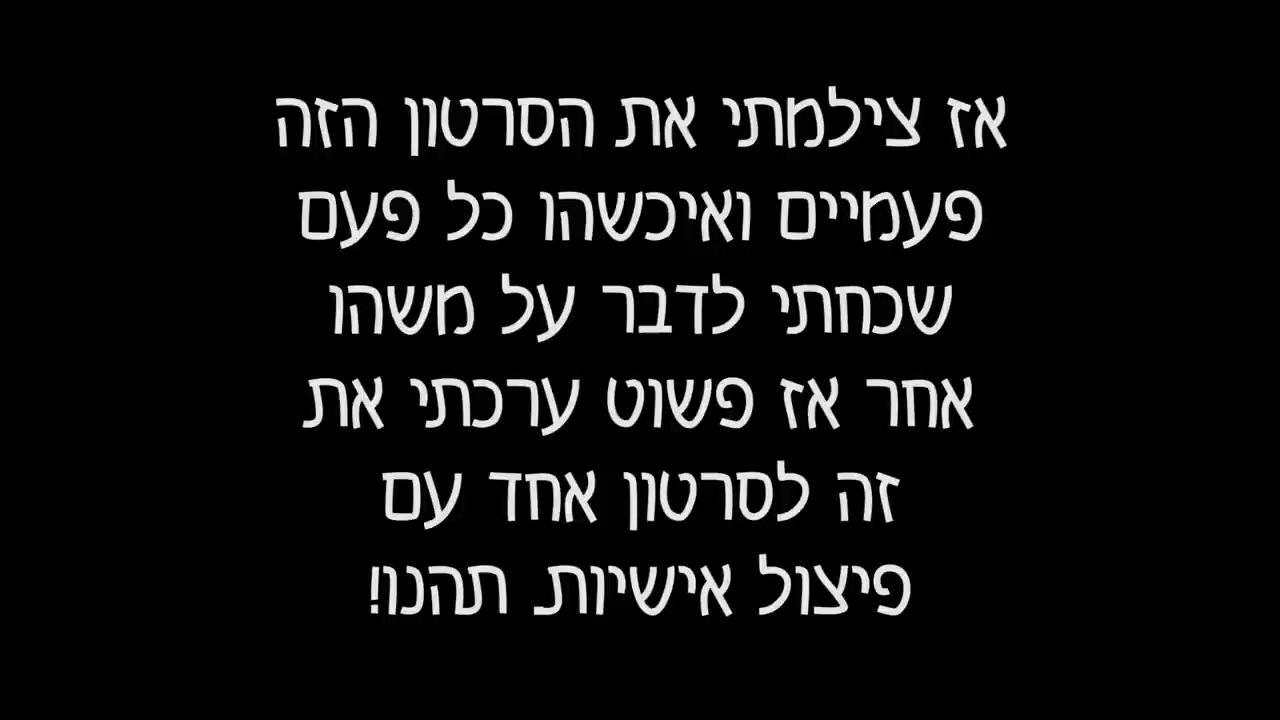 אז צילמתי את הסרטון הזה
פעמיים ואיכשהו כל פעם
שכחתי לדבר על משהו
אחר אז פשוט ערכתי את
זה לסרטון אחד עם
פיצול אישיות. תהנו!